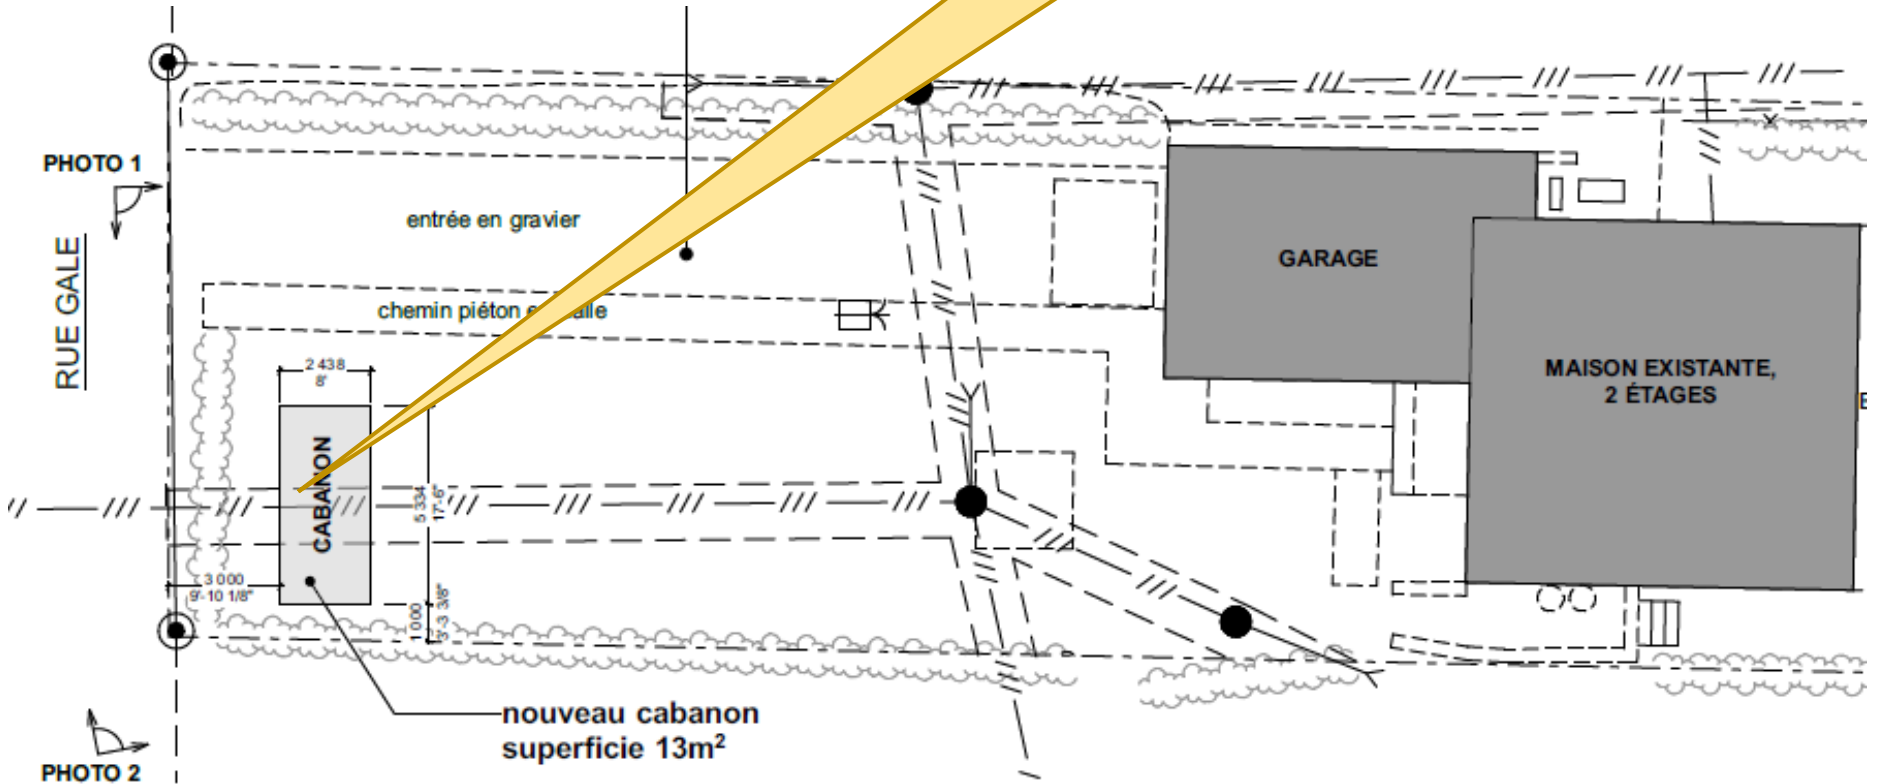 PHOTO 1
RUE GALE
entrée en gravier
chemin piéton e alle
GARAGE
MAISON EXISTANTE,
2 ÉTAGES
2 438
8'
CABANON
5 334
17'-6"
3 000
9'-10 1/8"
000
3'-3 3/8"
nouveau cabanon
superficie 13m²
PHOTO 2